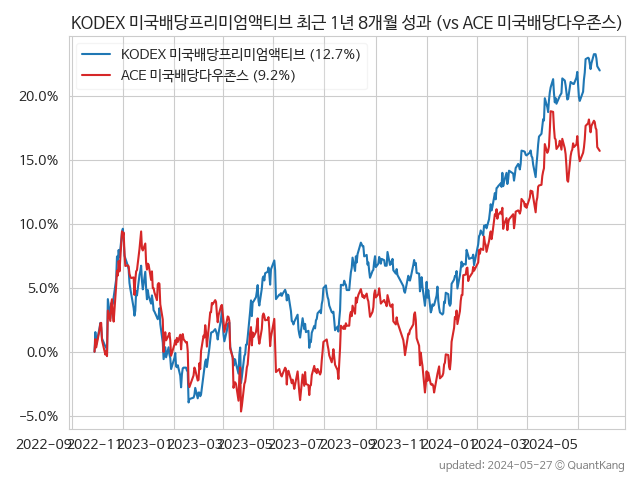 KODEX 미국배당프리미엄액티브 최근 1년 8개월 성과 (vs ACE 미국배당다우존스)
KODEX 미국배당프리미엄액티브 (12.7%)
ACE 미국배당다우존스 (9.2%)
20.0%
15.0%
10.0%
5.0%
0.0%
−5.0%
2022-09 2022-11 2023-01 2023-03 2023-05 2023-07 2023-09 2023-11 2024-01 2024-03 2024-05
updated: 2024-05-27 © QuantKang